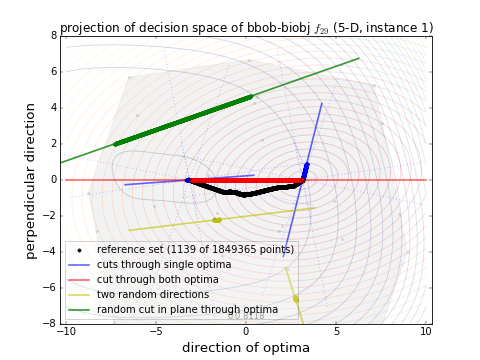 projection of decision space of bbob-biobj f₂₉ (5-D, instance 1)
perpendicular direction
8
6
4
2
0
−2
−4
−6
−8
reference set (1139 of 1849365 points)
cuts through single optima
cut through both optima
two random directions
random cut in plane through optima
−10
−5
0
5
10
direction of optima